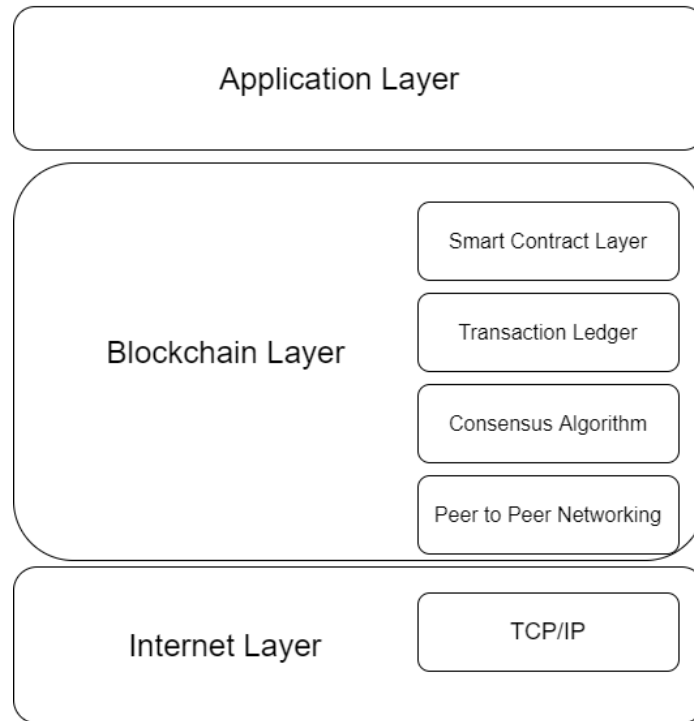 Application Layer
Smart Contract Layer
Transaction Ledger
Blockchain Layer
Consensus Algorithm
Peer to Peer Networking
Internet Layer
TCP/IP